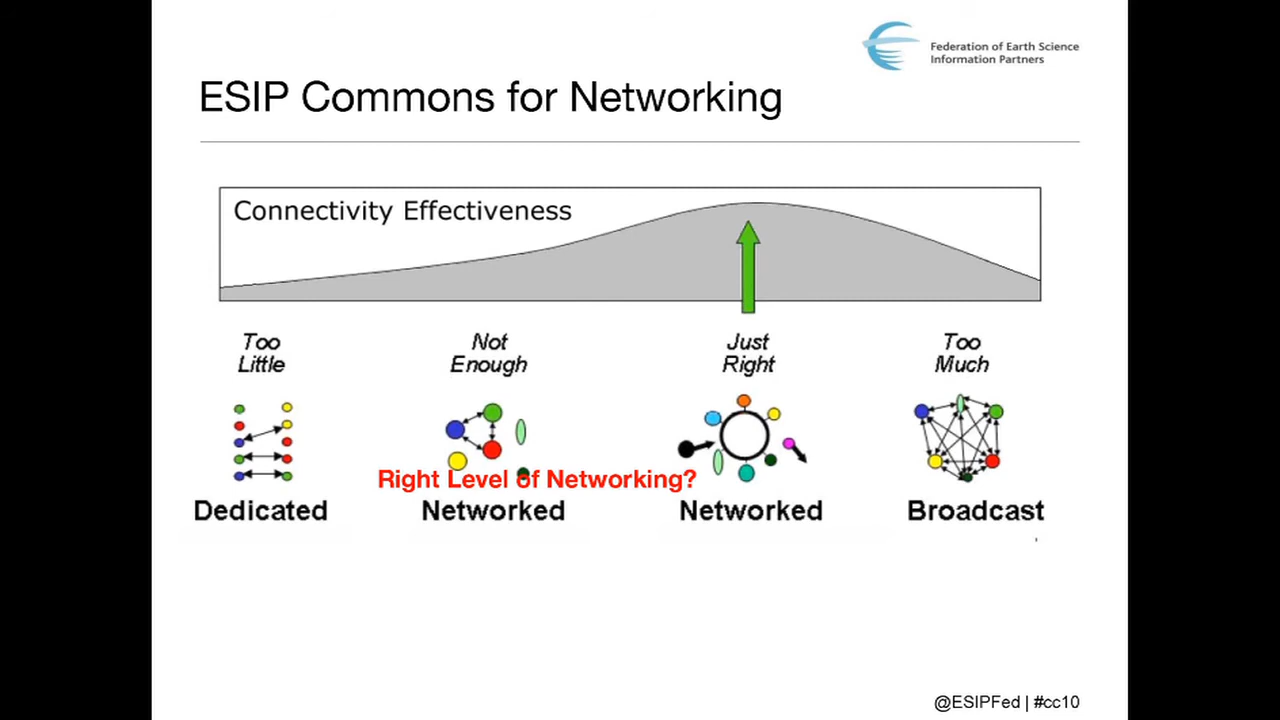 Federation of Earth Science
Information Partners
ESIP Commons for Networking
Connectivity Effectiveness
Too
Little
Not
Enough
Just
Right
Too
Much
Right Level of Networking?
Dedicated
Networked
Networked
Broadcast
@ESIPFed | #cc10